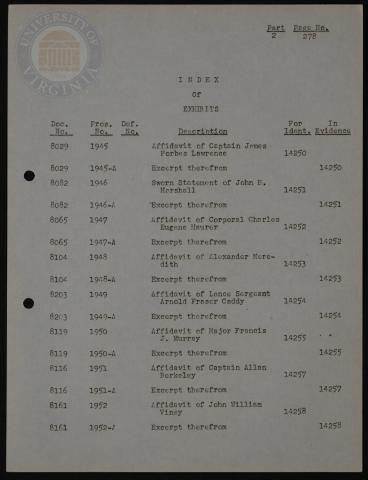 UNIVERSITY OF VIRGINIA
Part Page No.
2 278
I N D E X
Of
EXHIBITS
Doc. Pros. Def. For In
No. No. No. Description Ident. Evidence
8029 1945 Affidavit of Captain James
Forbes Lawrence 14250
8029 1945-A Excerpt therefrom 14250
8082 1946 Sworn Statement of John H.
Marshall 14251
8082 1946-A Excerpt therefrom 14251
8065 1947 Affidavit of Corporal Charles
Eugene Maurer 14252
8065 1947-A Excerpt therefrom 14252
8104 1948 Affidavit of Alexander Mere-
dith 14253
8104 1948-A Excerpt therefrom 14253
8203 1949 Affidavit of Lance Sergeant
Arnold Fraser Caddy 14254
8203 1949-A Excerpt therefrom 14254
8119 1950 Affidavit of Major Francis
J. Murray 14255
8119 1950-A Excerpt therefrom 14255
8116 1951 Affidavit of Captain Allan
Berkeley 14257
8116 1951-A Excerpt therefrom 14257
8161 1952 Affidavit of John William
Viney 14258
8161 1952-A Excerpt therefrom 14258